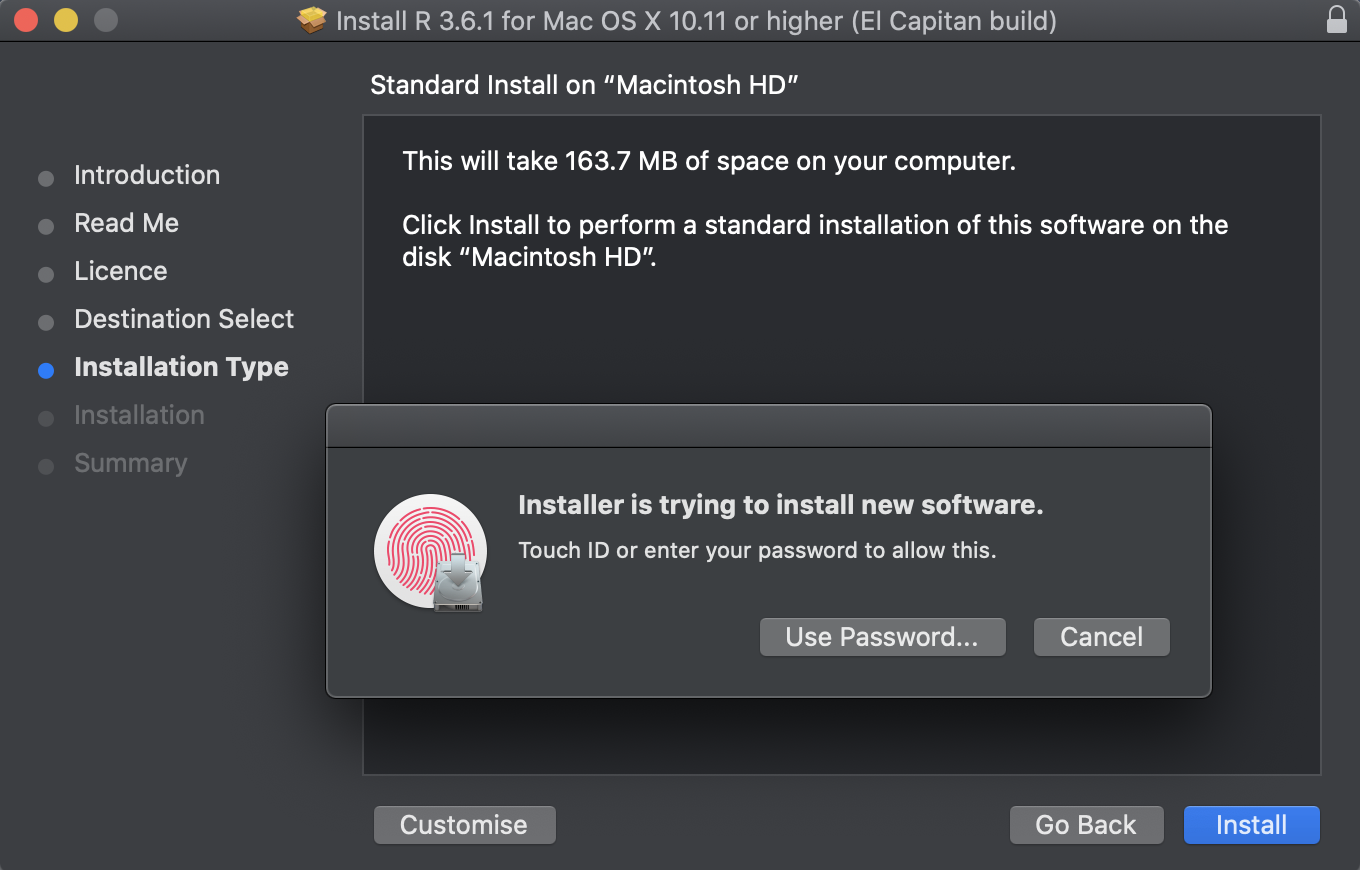 Install R 3.6.1 for Mac OS X 10.11 or higher (El Capitan build)
Standard Install on “Macintosh HD”
Introduction
Read Me
Licence
Destination Select
Installation Type
Installation
Summary
This will take 163.7 MB of space on your computer.
Click Install to perform a standard installation of this software on the
disk “Macintosh HD”.
Installer is trying to install new software.
Touch ID or enter your password to allow this.
Use Password...
Cancel
Customise
Go Back
Install